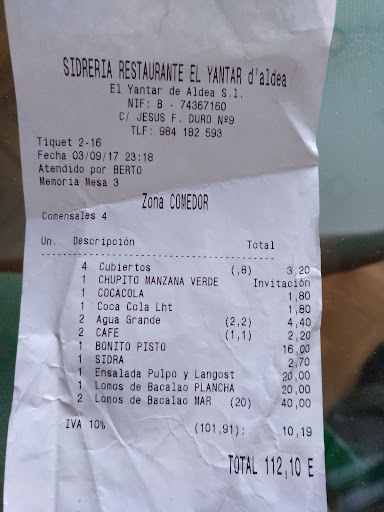 SIDRERIA RESTAURANTE EL YANTAR d'aldea
El Yantar de Aldea S.l.
NIF: B - 74367160
C/ JESUS F. DURO Nº9
TLF: 984 182 593
Tiquet 2-16
Fecha 03/09/17 23:18
Atendido por BERTO
Memoria Mesa 3
Zona COMEDOR
Comensales 4
Un. Descripción Total
4 Cubiertos (,8) 3,20
1 CHUPITO MANZANA VERDE Invitación
1 COCACOLA 1,80
1 Coca Cola Lht 1,80
2 Agua Grande (2,2) 4,40
2 CAFE (1,1) 2,20
1 BONITO PISTO 16,00
1 SIDRA 2,70
1 Ensalada Pulpo y Langost 20,00
1 Lomos de Bacalao PLANCHA 20,00
2 Lomos de Bacalao MAR (20) 40,00
IVA 10% (101,91): 10,19
TOTAL 112,10 E